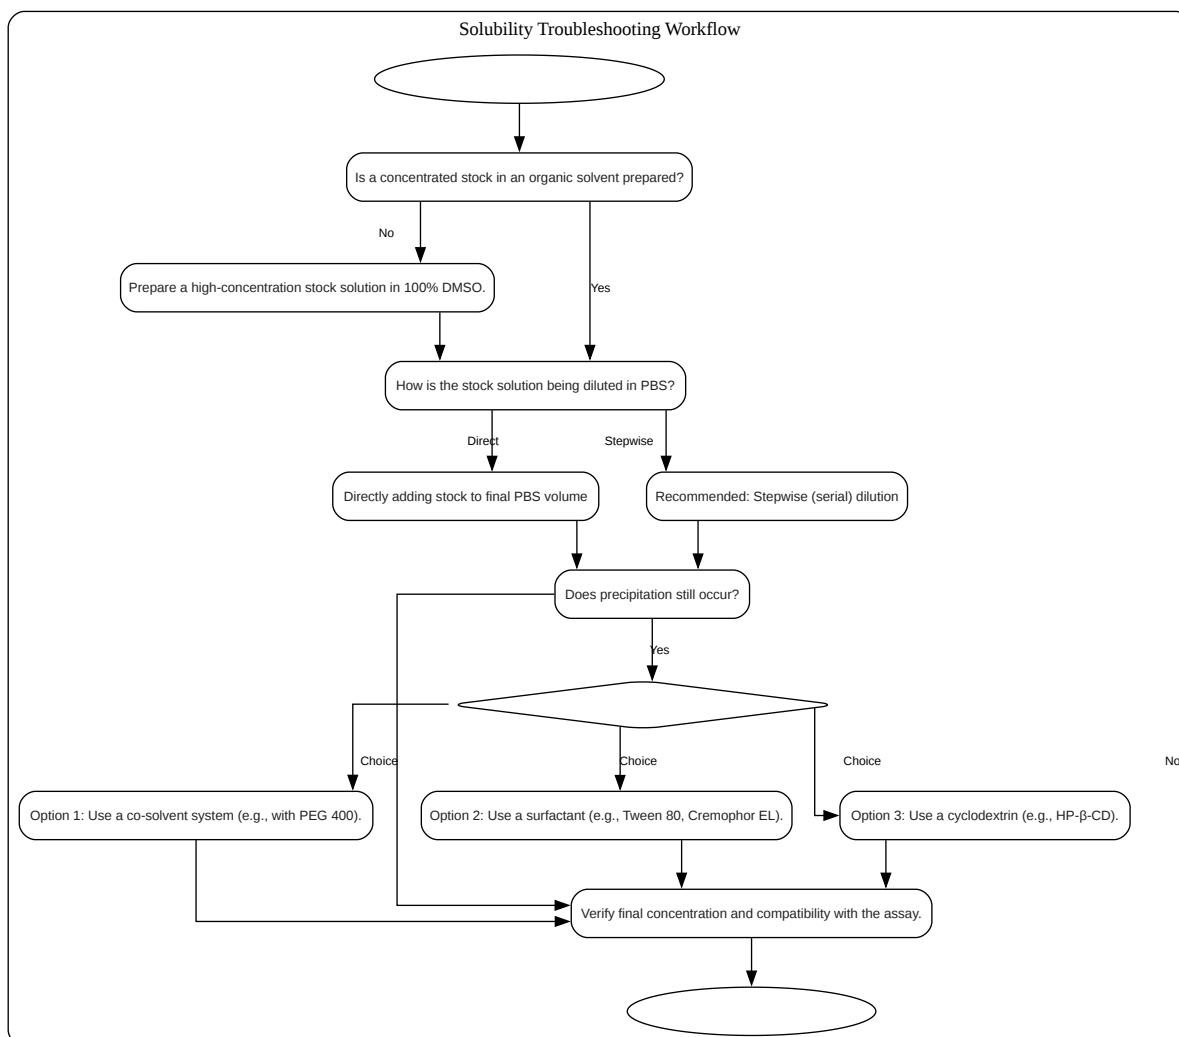 Solubility Troubleshooting Workflow
Is a concentrated stock in an organic solvent prepared?
No
Prepare a high-concentration stock solution in 100% DMSO.
Yes
How is the stock solution being diluted in PBS?
Direct
Stepwise
Directly adding stock to final PBS volume
Recommended: Stepwise (serial) dilution
Does precipitation still occur?
Yes
Choice
Choice
Choice
No
Option 1: Use a co-solvent system (e.g., with PEG 400).
Option 2: Use a surfactant (e.g., Tween 80, Cremophor EL).
Option 3: Use a cyclodextrin (e.g., HP-β-CD).
Verify final concentration and compatibility with the assay.